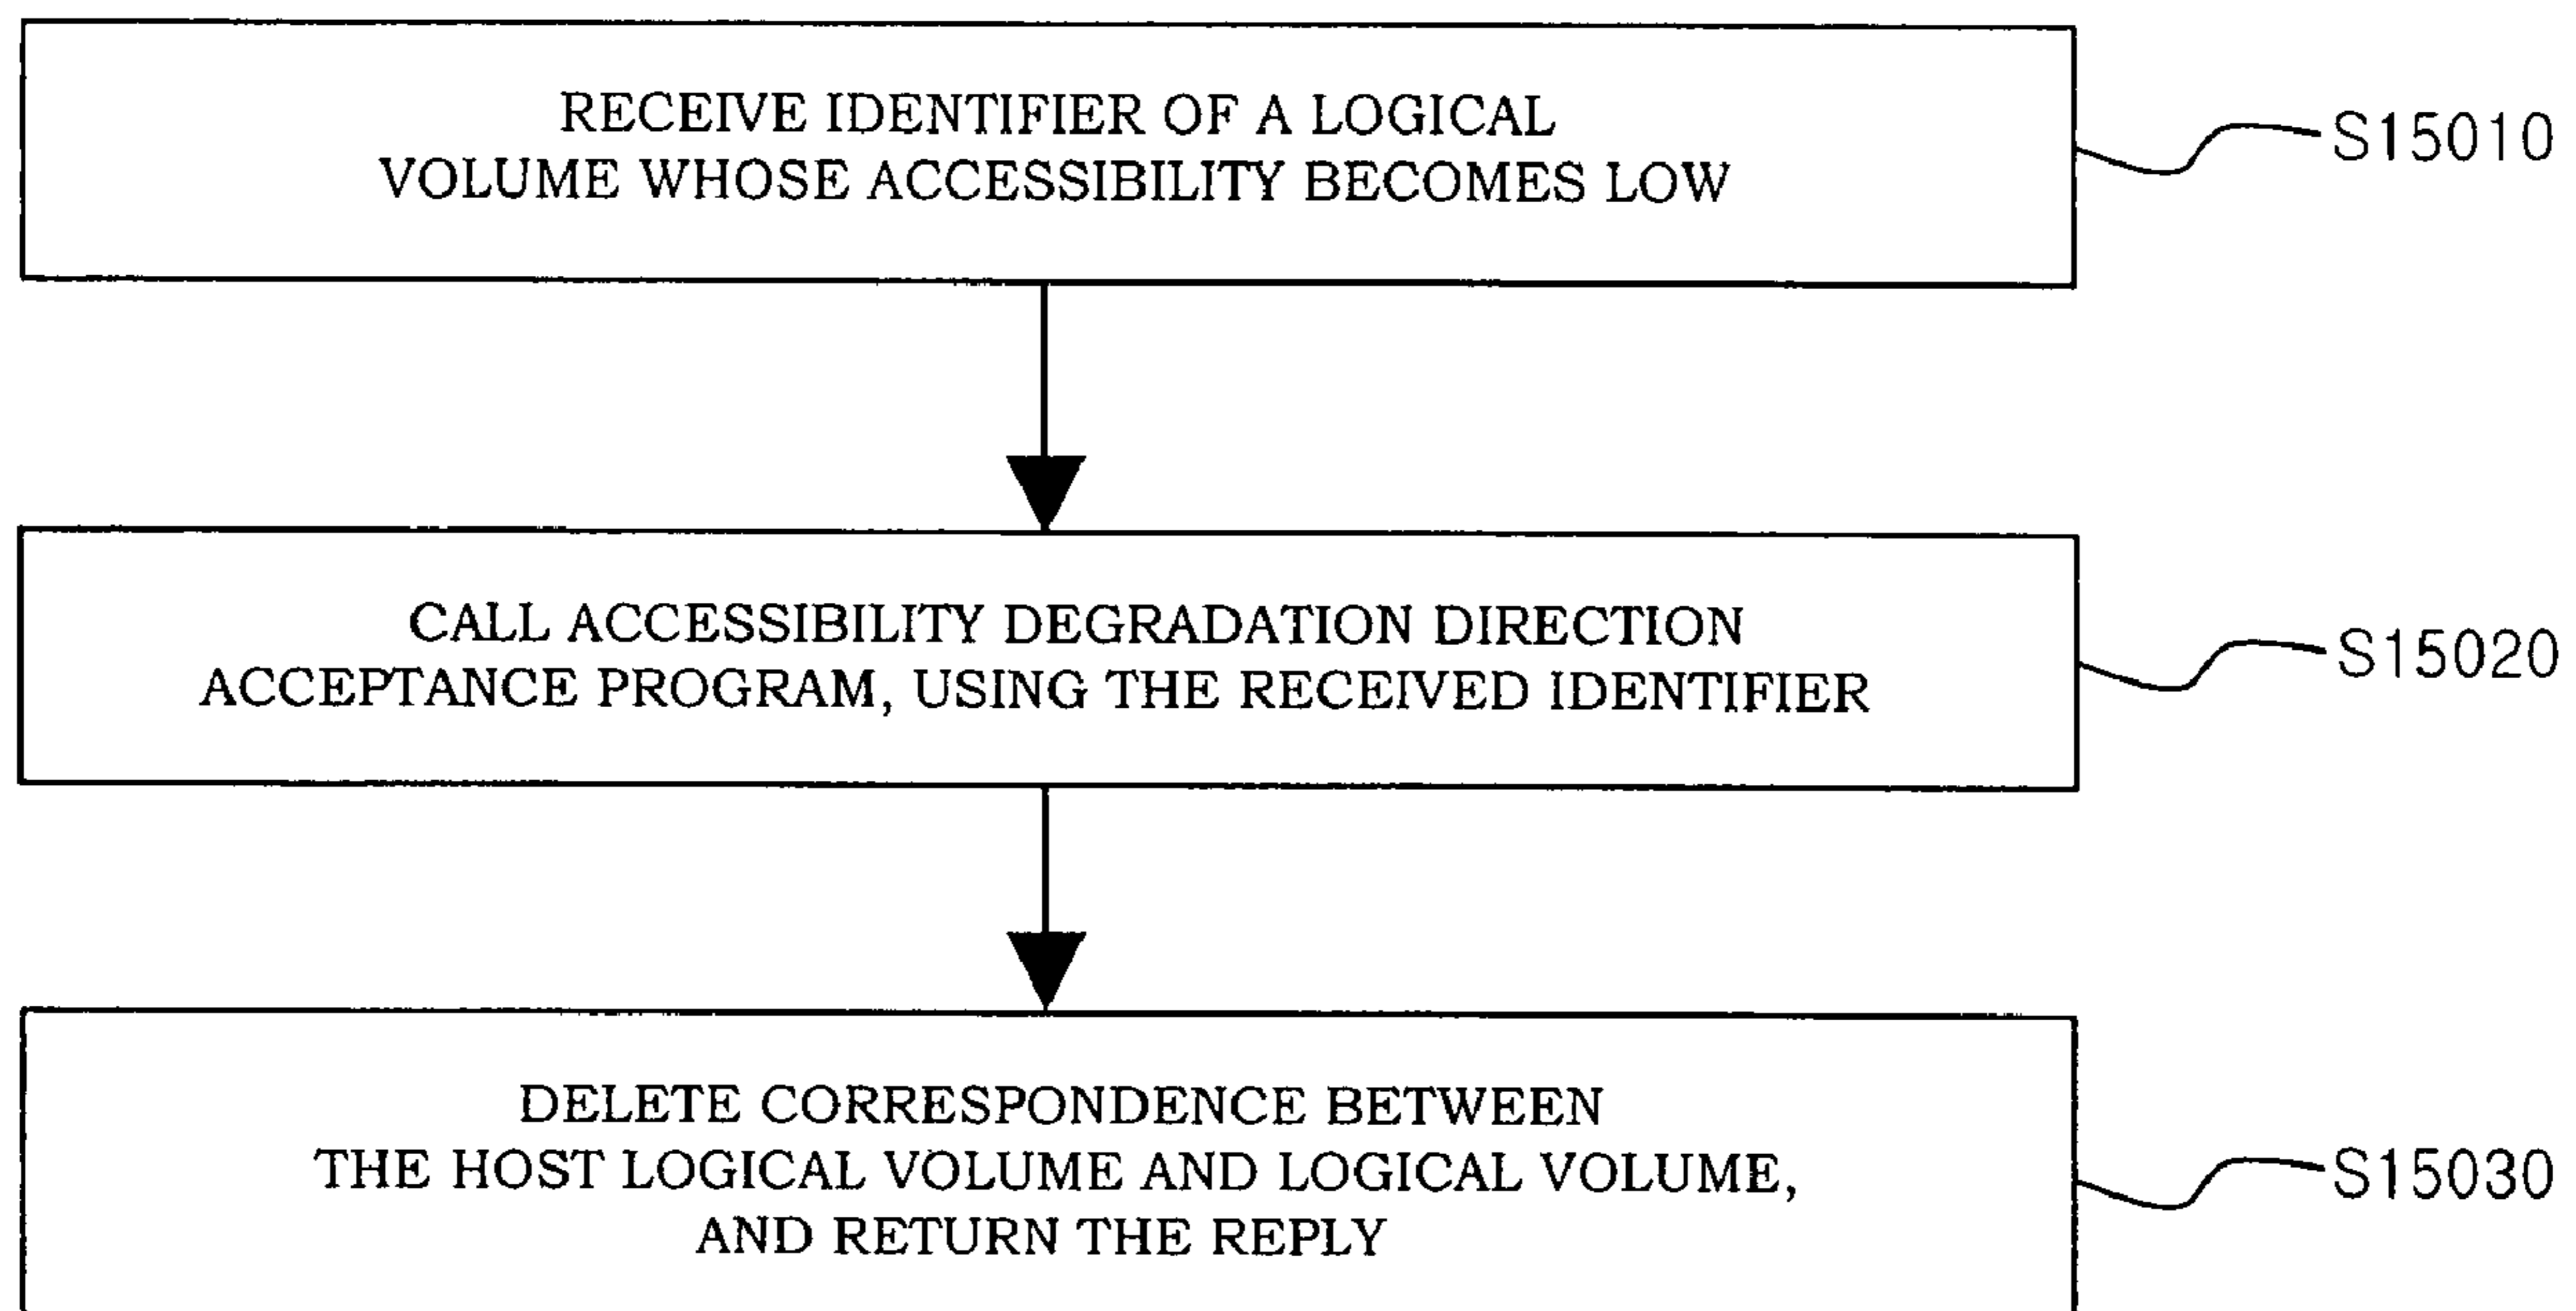 RECEIVE IDENTIFIER OF A LOGICAL
VOLUME WHOSE ACCESSIBILITY BECOMES LOW
S15010
CALL ACCESSIBILITY DEGRADATION DIRECTION
ACCEPTANCE PROGRAM, USING THE RECEIVED IDENTIFIER
S15020
DELETE CORRESPONDENCE BETWEEN
THE HOST LOGICAL VOLUME AND LOGICAL VOLUME,
AND RETURN THE REPLY
S15030